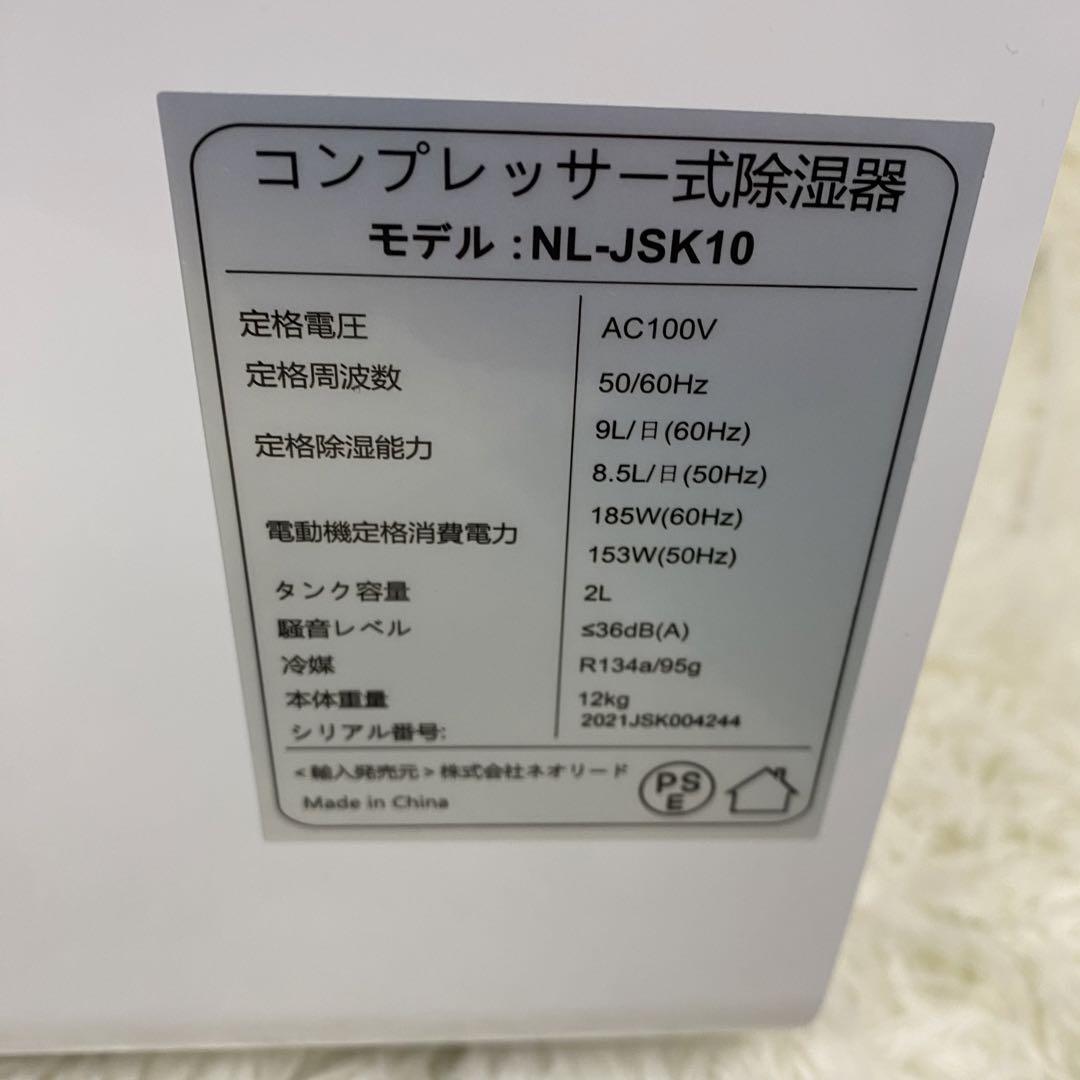 コンプレッサー式除湿器
モデル：NL-JSK10
定格電圧 AC100V
定格周波数 50/60Hz
定格除湿能力 9L/日(60Hz)
8.5L/日(50Hz)
電動機定格消費電力 185W(60Hz)
153W(50Hz)
タンク容量 2L
騒音レベル ≤36dB(A)
冷媒 R134a/95g
本体重量 12kg
シリアル番号: 2021JSK004244
<輸入発売元>株式会社ネオリード
Made in China
PS
E